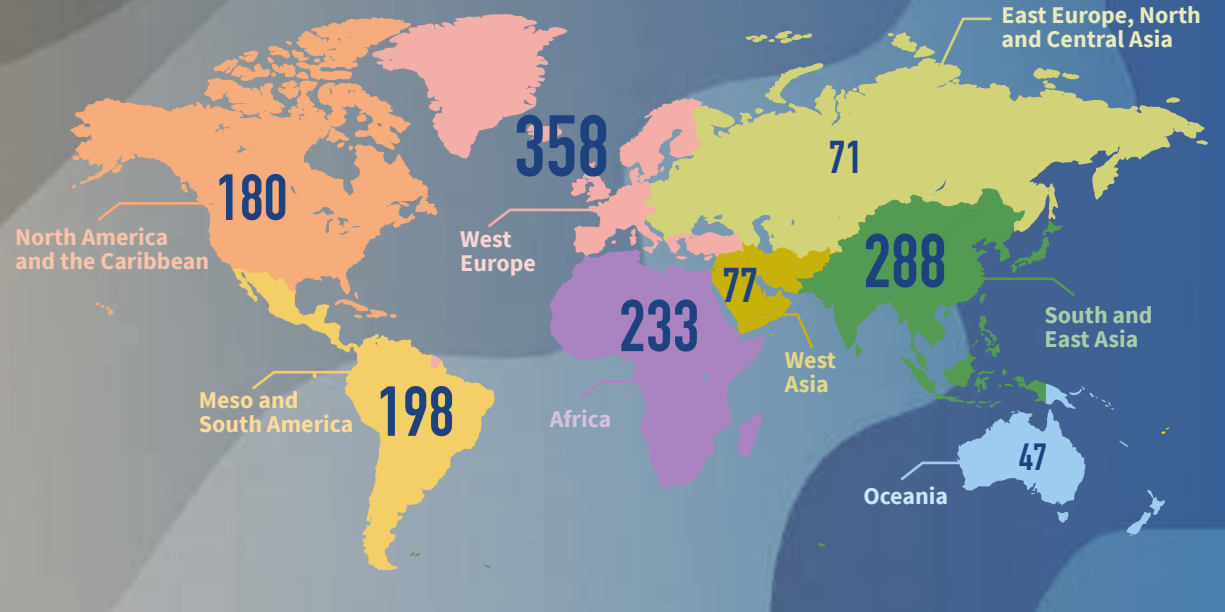 East Europe, North
and Central Asia
358
71
180
North America
and the Caribbean
West
Europe
288
77
233
South and
East Asia
West
Asia
Meso and
South America
198
Africa
47
Oceania